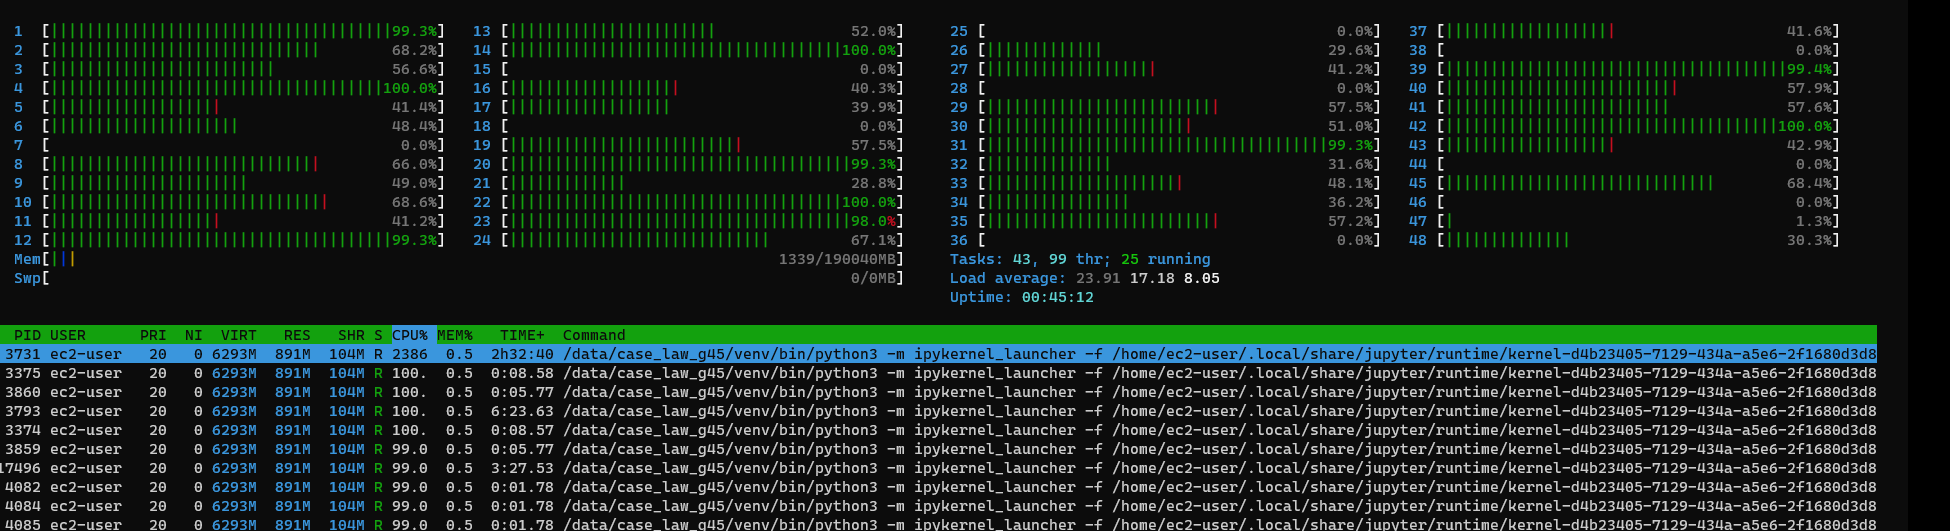 1 [99.3%] 13 [52.0%] 25 [0.0%] 37 [41.6%]
2 [68.2%] 14 [100.0%] 26 [29.6%] 38 [0.0%]
3 [56.6%] 15 [0.0%] 27 [41.2%] 39 [99.4%]
4 [100.0%] 16 [40.3%] 28 [0.0%] 40 [57.9%]
5 [41.4%] 17 [39.9%] 29 [57.5%] 41 [57.6%]
6 [48.4%] 18 [0.0%] 30 [51.0%] 42 [100.0%]
7 [0.0%] 19 [57.5%] 31 [99.3%] 43 [42.9%]
8 [66.0%] 20 [99.3%] 32 [31.6%] 44 [0.0%]
9 [49.0%] 21 [28.8%] 33 [48.1%] 45 [68.4%]
10 [68.6%] 22 [100.0%] 34 [36.2%] 46 [0.0%]
11 [41.2%] 23 [98.0%] 35 [57.2%] 47 [1.3%]
12 [99.3%] 24 [67.1%] 36 [0.0%] 48 [30.3%]
Mem[1339/190040MB] Tasks: 43, 99 thr; 25 running
Swp[0/0MB] Load average: 23.91 17.18 8.05
Uptime: 00:45:12
PID USER PRI NI VIRT RES SHR S CPU% MEM% TIME+ Command
3731 ec2-user 20 0 6293M 891M 104M R 2386 0.5 2h32:40 /data/case_law_g45/venv/bin/python3 -m ipykernel_launcher -f /home/ec2-user/.local/share/jupyter/runtime/kernel-d4b23405-7129-434a-a5e6-2f1680d3d8
3375 ec2-user 20 0 6293M 891M 104M R 100. 0.5 0:08.58 /data/case_law_g45/venv/bin/python3 -m ipykernel_launcher -f /home/ec2-user/.local/share/jupyter/runtime/kernel-d4b23405-7129-434a-a5e6-2f1680d3d8
3860 ec2-user 20 0 6293M 891M 104M R 100. 0.5 0:05.77 /data/case_law_g45/venv/bin/python3 -m ipykernel_launcher -f /home/ec2-user/.local/share/jupyter/runtime/kernel-d4b23405-7129-434a-a5e6-2f1680d3d8
3793 ec2-user 20 0 6293M 891M 104M R 100. 0.5 6:23.63 /data/case_law_g45/venv/bin/python3 -m ipykernel_launcher -f /home/ec2-user/.local/share/jupyter/runtime/kernel-d4b23405-7129-434a-a5e6-2f1680d3d8
3374 ec2-user 20 0 6293M 891M 104M R 100. 0.5 0:08.57 /data/case_law_g45/venv/bin/python3 -m ipykernel_launcher -f /home/ec2-user/.local/share/jupyter/runtime/kernel-d4b23405-7129-434a-a5e6-2f1680d3d8
3859 ec2-user 20 0 6293M 891M 104M R 99.0 0.5 0:05.77 /data/case_law_g45/venv/bin/python3 -m ipykernel_launcher -f /home/ec2-user/.local/share/jupyter/runtime/kernel-d4b23405-7129-434a-a5e6-2f1680d3d8
17496 ec2-user 20 0 6293M 891M 104M R 99.0 0.5 3:27.53 /data/case_law_g45/venv/bin/python3 -m ipykernel_launcher -f /home/ec2-user/.local/share/jupyter/runtime/kernel-d4b23405-7129-434a-a5e6-2f1680d3d8
4082 ec2-user 20 0 6293M 891M 104M R 99.0 0.5 0:01.78 /data/case_law_g45/venv/bin/python3 -m ipykernel_launcher -f /home/ec2-user/.local/share/jupyter/runtime/kernel-d4b23405-7129-434a-a5e6-2f1680d3d8
4084 ec2-user 20 0 6293M 891M 104M R 99.0 0.5 0:01.78 /data/case_law_g45/venv/bin/python3 -m ipykernel_launcher -f /home/ec2-user/.local/share/jupyter/runtime/kernel-d4b23405-7129-434a-a5e6-2f1680d3d8
4085 ec2-user 20 0 6293M 891M 104M R 99.0 0.5 0:01.78 /data/case_law_g45/venv/bin/python3 -m ipykernel_launcher -f /home/ec2-user/.local/share/jupyter/runtime/kernel-d4b23405-7129-434a-a5e6-2f1680d3d8